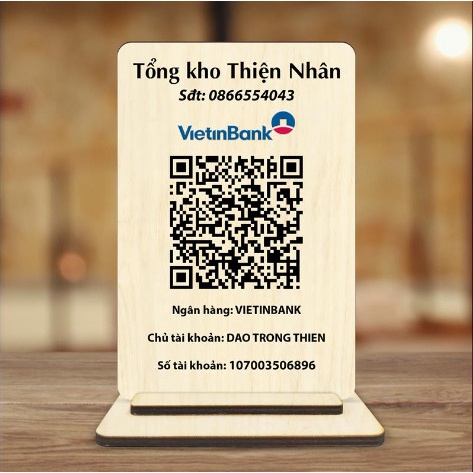 Tổng kho Thiện Nhân
Sđt: 0866554043
VietinBank
Ngân hàng: VIETINBANK
Chủ tài khoản: DAO TRONG THIEN
Số tài khoản: 107003506896